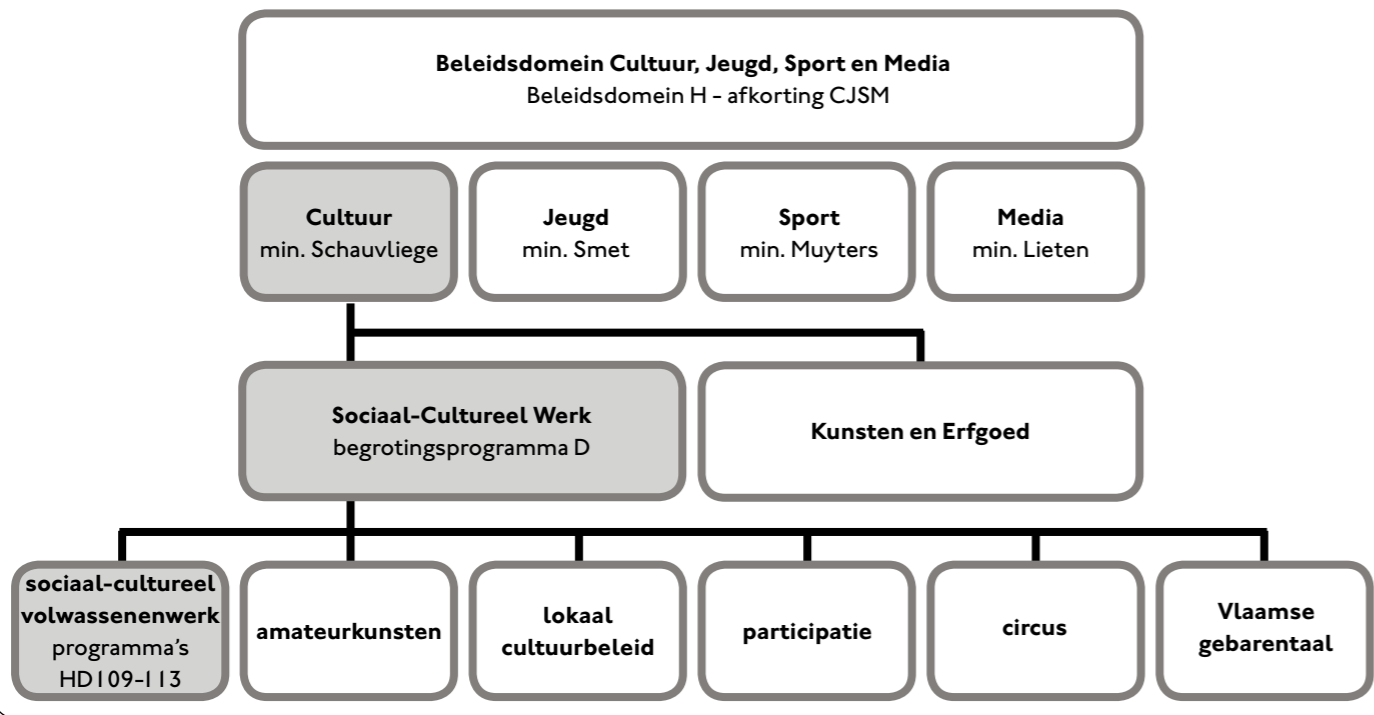 Beleidsdomein Cultuur, Jeugd, Sport en Media
Beleidsdomein H - afkorting CJSM
Cultuur
min. Schauvliege
Jeugd
min. Smet
Sport
min. Muyters
Media
min. Lieten
Sociaal-Cultureel Werk
begrotingsprogramma D
Kunsten en Erfgoed
sociaal-cultureel
volwassenenwerk
programma's
HD109-113
amateurkunsten
lokaal
cultuurbeleid
participatie
circus
Vlaamse
gebarentaal